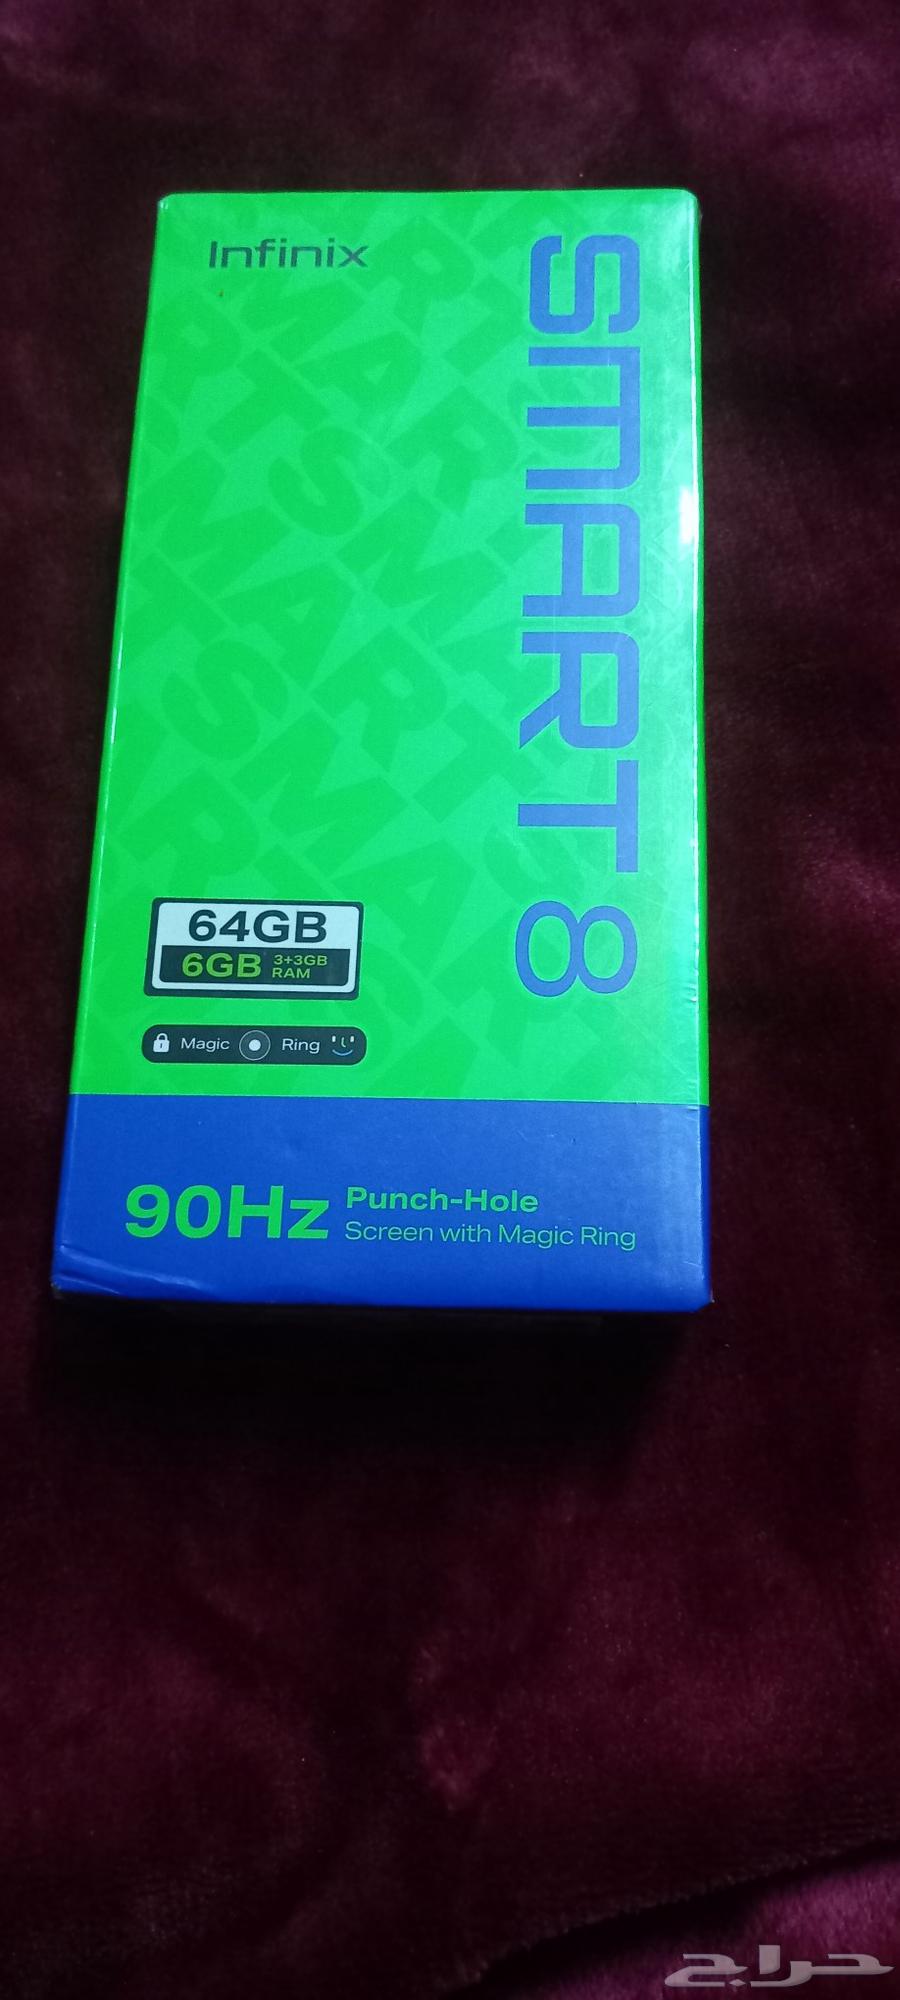 Infinix
SMART 8
64GB
6GB 3+3GB RAM
Magic Ring
90Hz Punch-Hole
Screen with Magic Ring
حراج